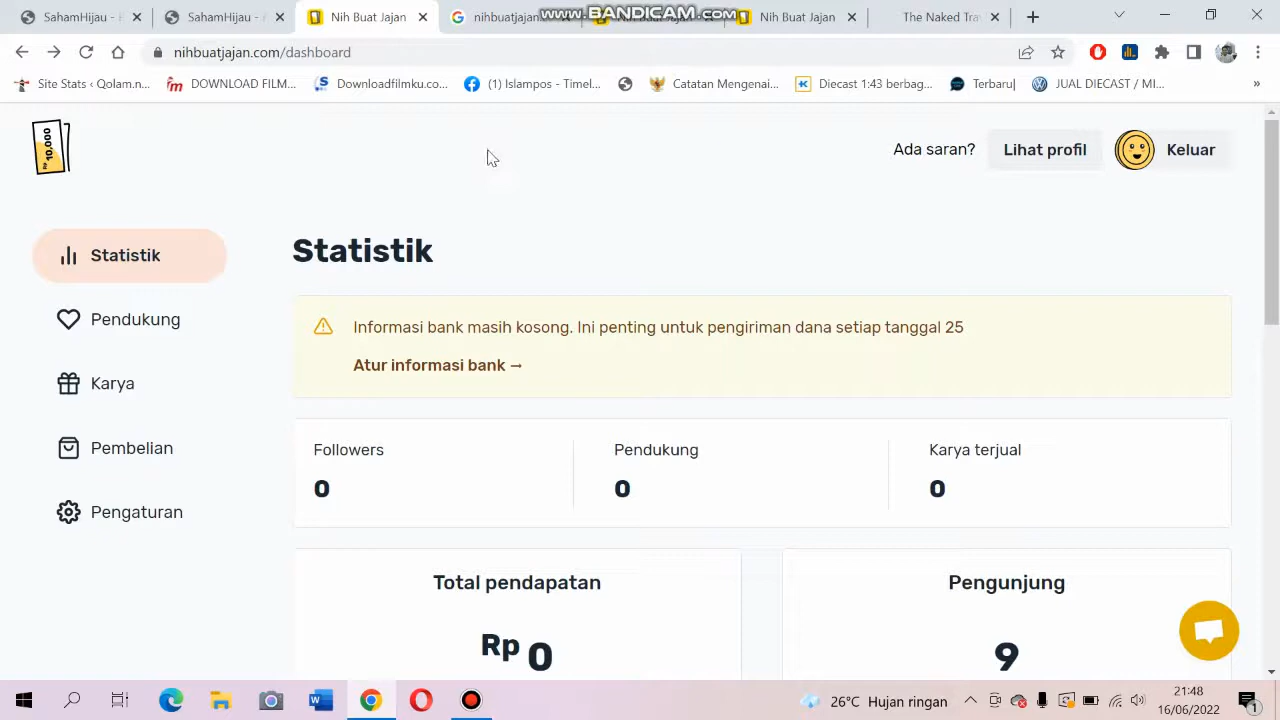 SahamHijau -
SahamHijau -
Nih Buat Jajan
nihbuatjajan
www.BANDICAM.com
Nih Buat Jajan
The Naked Tra
nihbuatjajan.com/dashboard
Site Stats ‹ Qolam.n...
DOWNLOAD FILM...
Downloadfilmku.co...
(1) Islampos – Timel...
Catatan Mengenai...
Diecast 1:43 berbag...
Terbaru|
JUAL DIECAST / MI...
»
Rp 10,000
Ada saran?
Lihat profil
Keluar
Statistik
Pendukung
Karya
Pembelian
Pengaturan
Statistik
Informasi bank masih kosong. Ini penting untuk pengiriman dana setiap tanggal 25
Atur informasi bank →
Followers
0
Pendukung
0
Karya terjual
0
Total pendapatan
Rp 0
Pengunjung
9
26°C Hujan ringan
21:48
16/06/2022
1